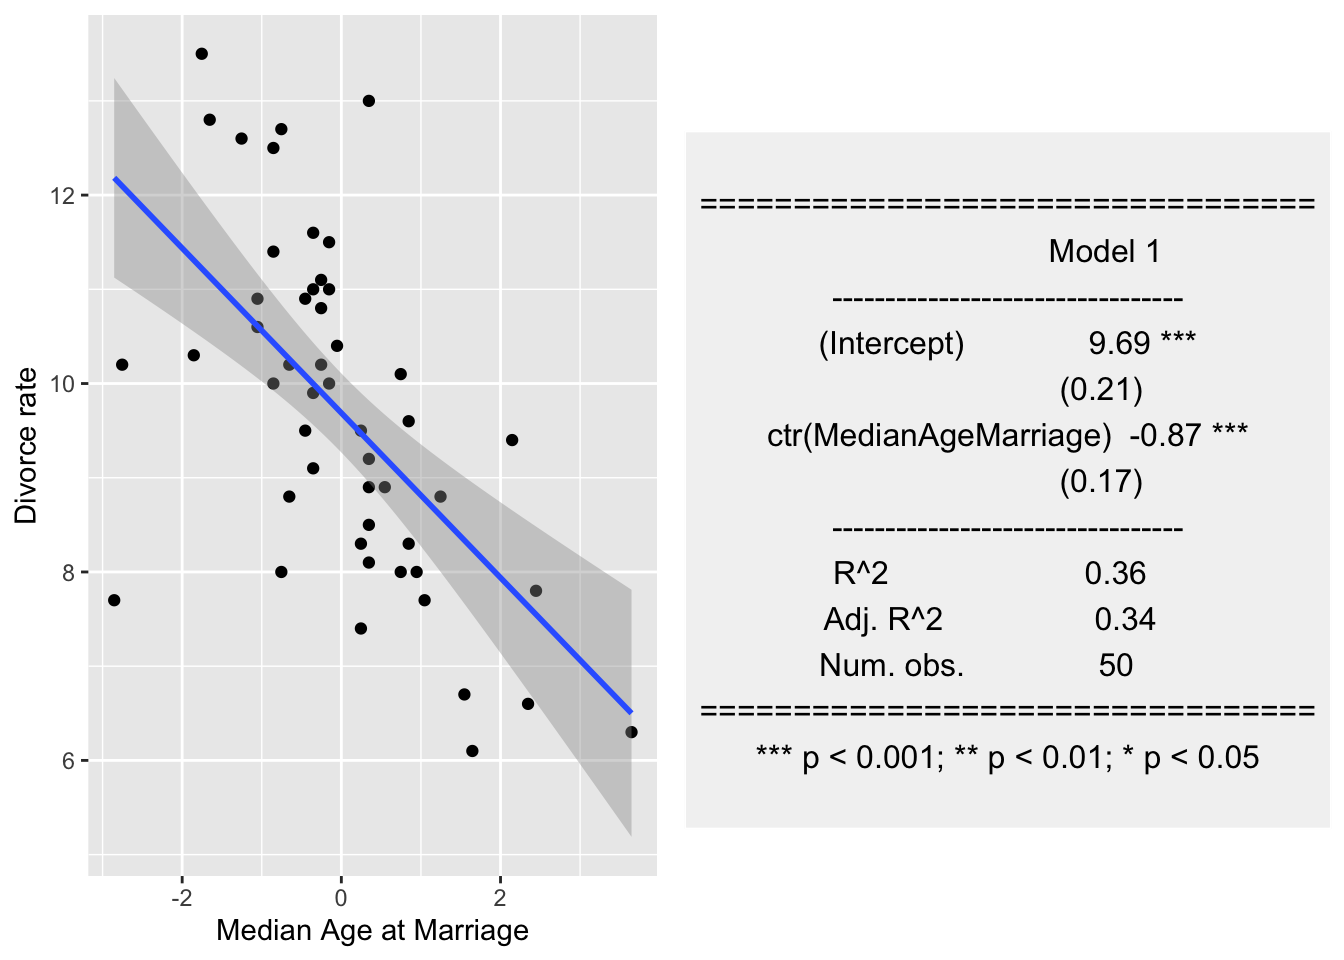 Divorce rate
12
10
8
6
-2 0 2
Median Age at Marriage
=================================
Model 1
---------------------------------
(Intercept) 9.69 ***
(0.21)
ctr(MedianAgeMarriage) -0.87 ***
(0.17)
---------------------------------
R^2 0.36
Adj. R^2 0.34
Num. obs. 50
=================================
*** p < 0.001; ** p < 0.01; * p < 0.05